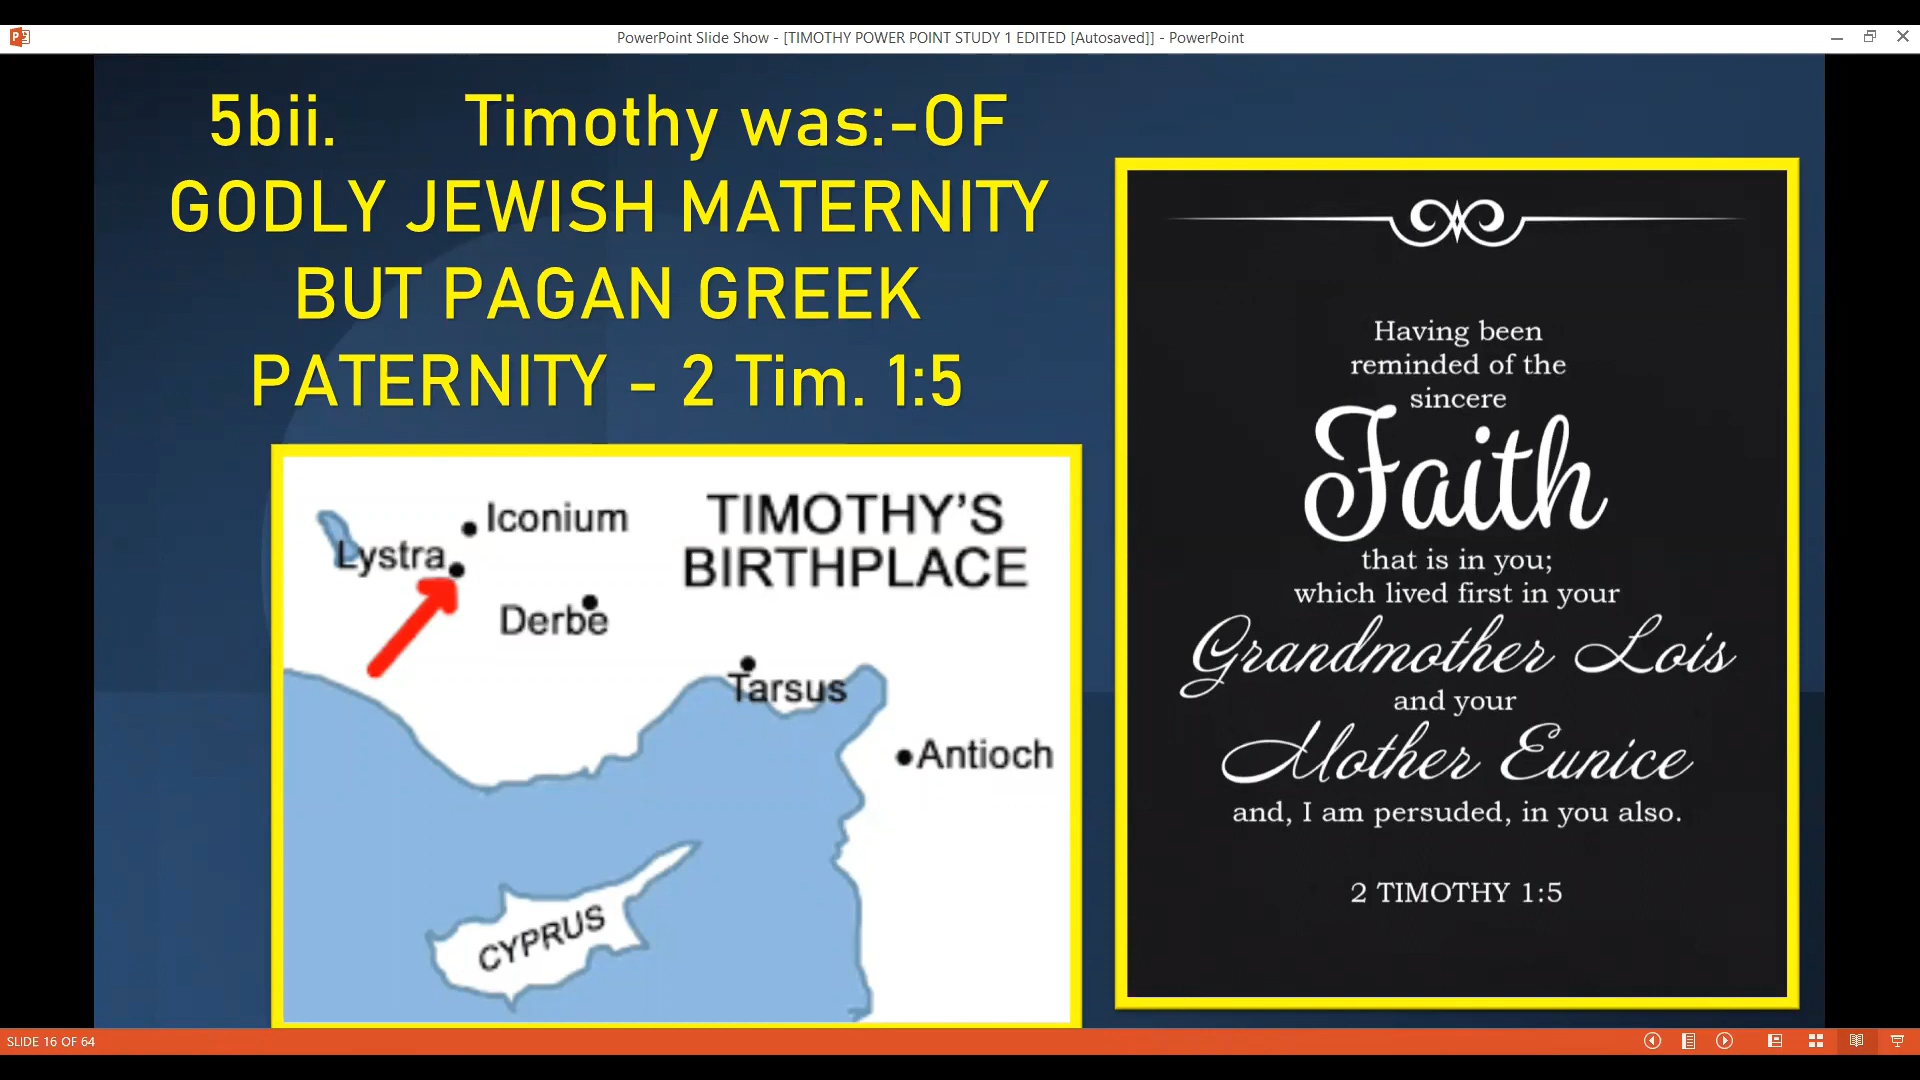 PowerPoint Slide Show - [TIMOTHY POWER POINT STUDY 1 EDITED [Autosaved]] - PowerPoint
5bii. Timothy was:-OF
GODLY JEWISH MATERNITY
BUT PAGAN GREEK
PATERNITY - 2 Tim. 1:5
TIMOTHY'S
BIRTHPLACE
Iconium
Lystra
Derbe
Tarsus
Antioch
CYPRUS
Having been
reminded of the
sincere
Faith
that is in you;
which lived first in your
Grandmother Lois
and your
Mother Eunice
and, I am persuded, in you also.
2 TIMOTHY 1:5
SLIDE 16 OF 64